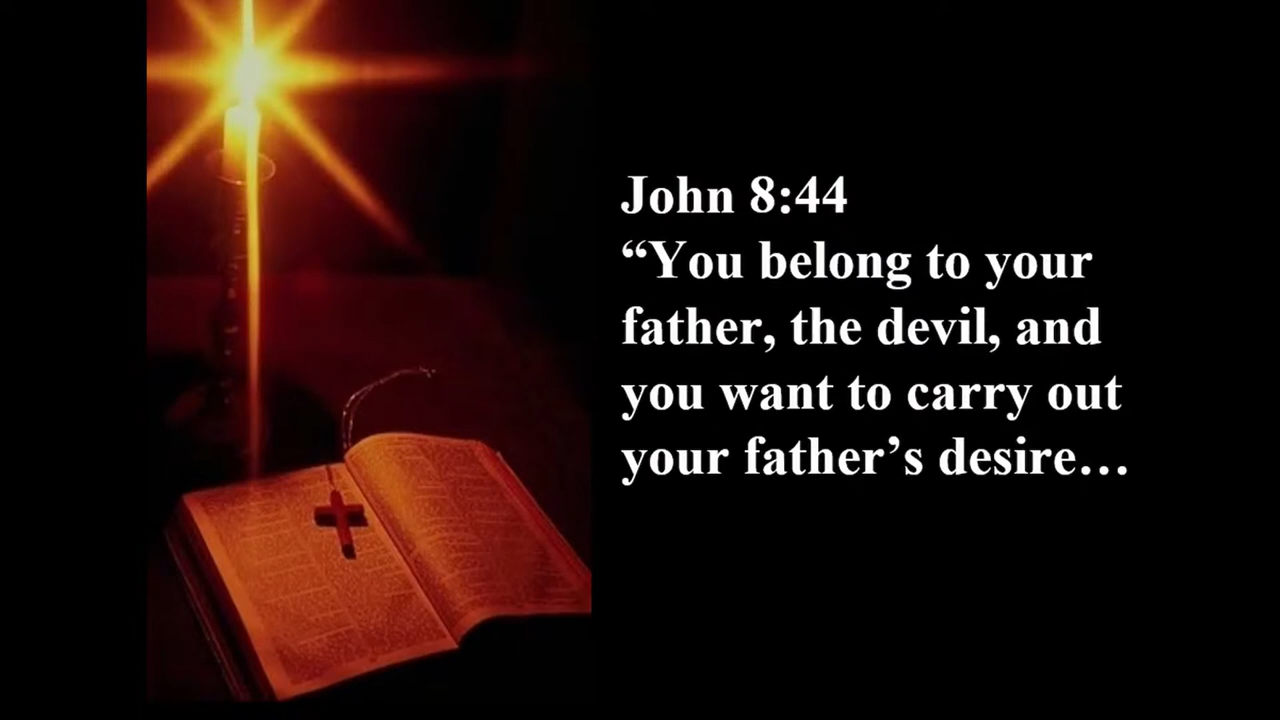 John 8:44
“You belong to your
father, the devil, and
you want to carry out
your father’s desire…